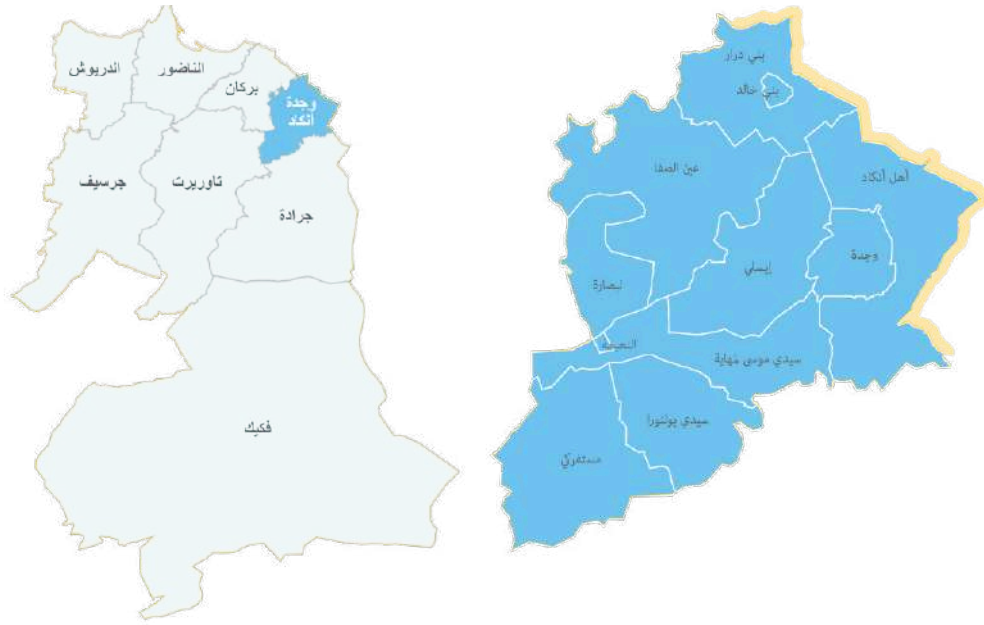 الدريوش
الناضور
بركان
وجدة
أنكاد
جرسيف
تاوريرت
جرادة
فكيك
بني درار
بني خالد
عين الصفا
أهل أنكاد
وجدة
إيسلي
لبصارة
النعيمة
سيدي موسى لمهاية
سيدي بولنورا
مستفركي